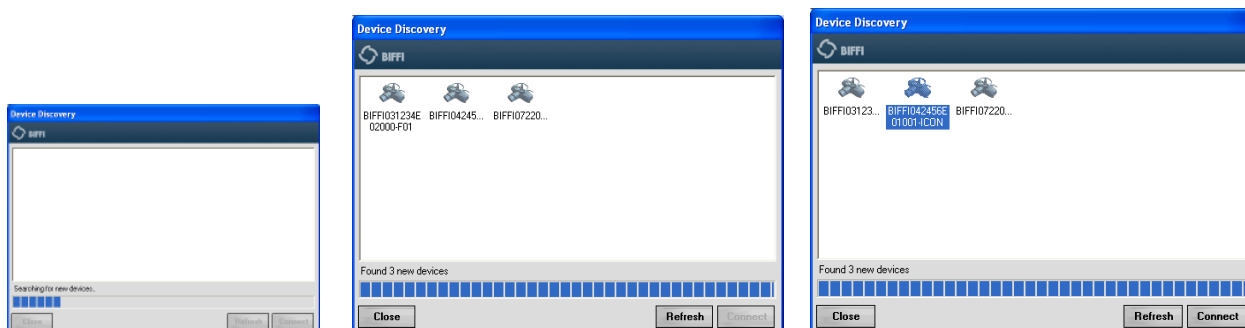 Device Discovery
BIFFI
Searching for new devices..
Close
Refresh
Connect
Device Discovery
BIFFI
BIFFI031234E
02000-F01
BIFFI04245...
BIFFI07220...
Found 3 new devices
Close
Refresh
Connect
Device Discovery
BIFFI
BIFFI03123...
BIFFI042456E
01001-ICON
BIFFI07220...
Found 3 new devices
Close
Refresh
Connect